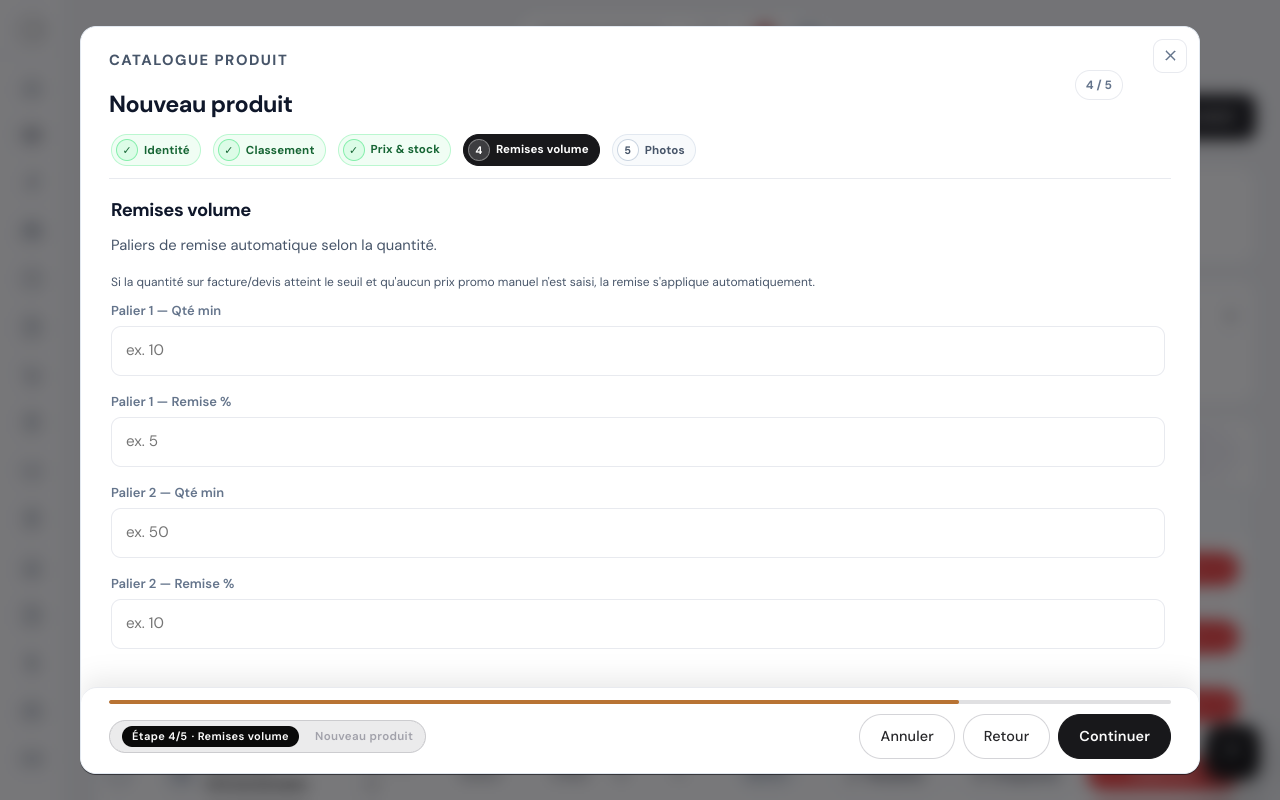 CATALOGUE PRODUIT
4 / 5
Nouveau produit
✓ Identité ✓ Classement ✓ Prix & stock 4 Remises volume 5 Photos
Remises volume
Paliers de remise automatique selon la quantité.
Si la quantité sur facture/devis atteint le seuil et qu'aucun prix promo manuel n'est saisi, la remise s'applique automatiquement.
Palier 1 — Qté min
ex. 10
Palier 1 — Remise %
ex. 5
Palier 2 — Qté min
ex. 50
Palier 2 — Remise %
ex. 10
Étape 4/5 · Remises volume Nouveau produit Annuler Retour Continuer